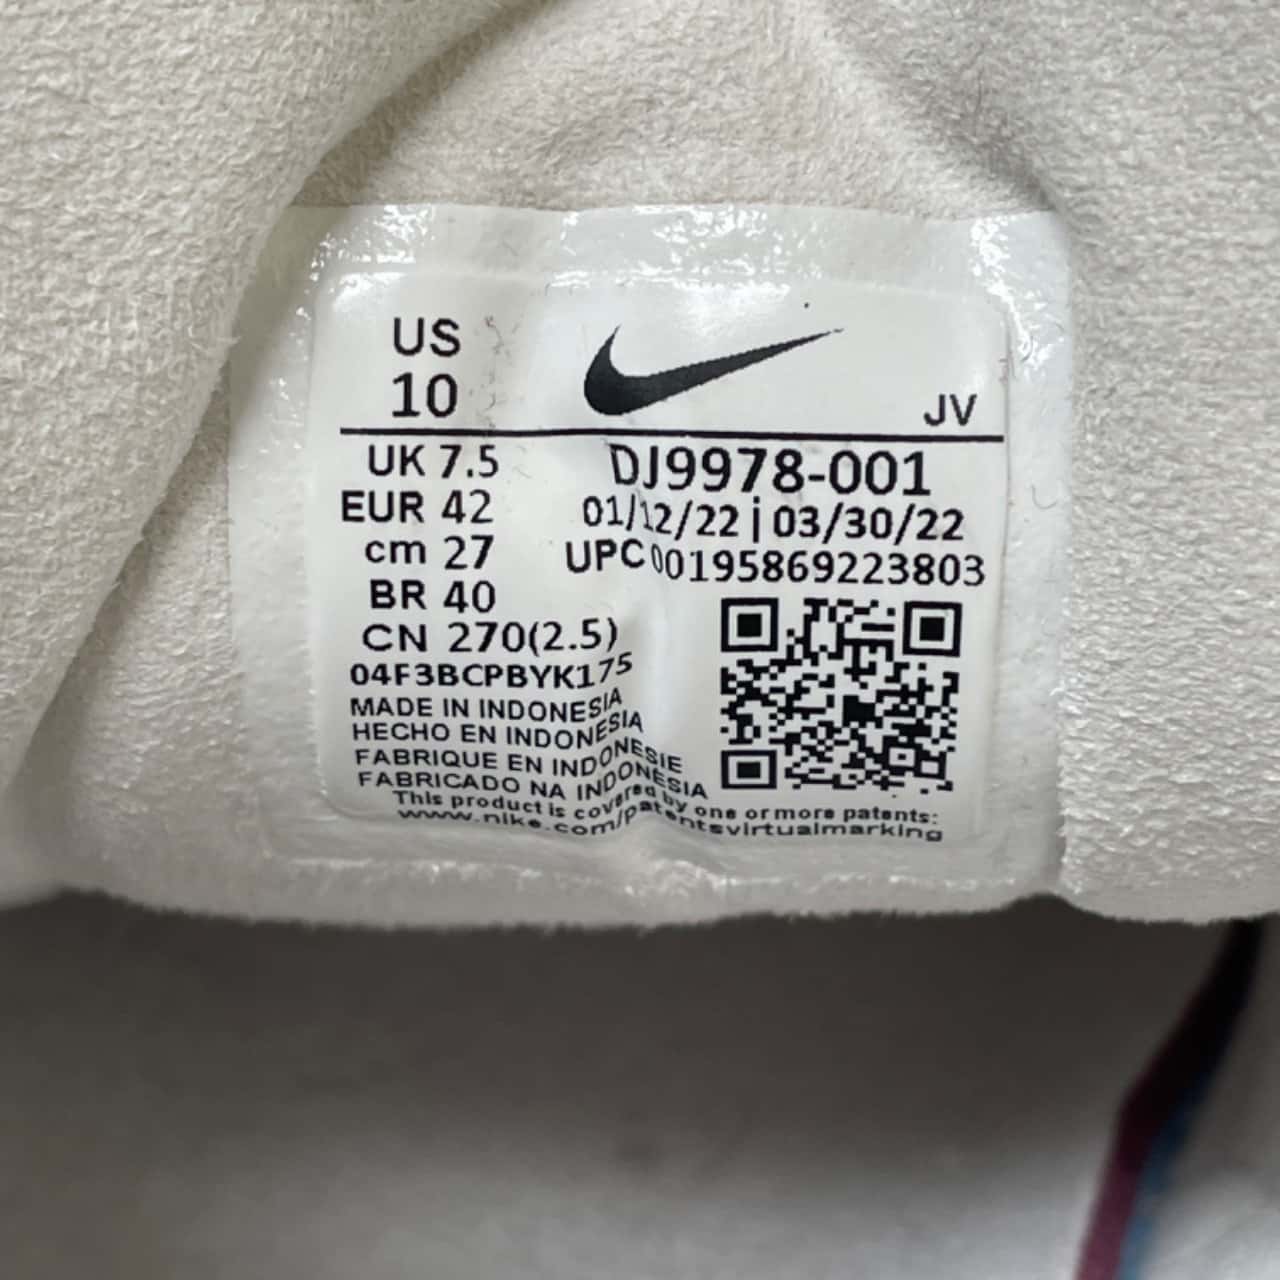 US
10
JV
UK 7.5
EUR 42
cm 27
BR 40
CN 270(2.5)
DJ9978-001
01/12/22 | 03/30/22
UPC 00195869223803
04F3BCPBYK175
MADE IN INDONESIA
HECHO EN INDONESIA
FABRIQUE EN INDONESIE
FABRICADO NA INDONESIA
This product is covered by one or more patents:
www.nike.com/patentsvirtualmarking